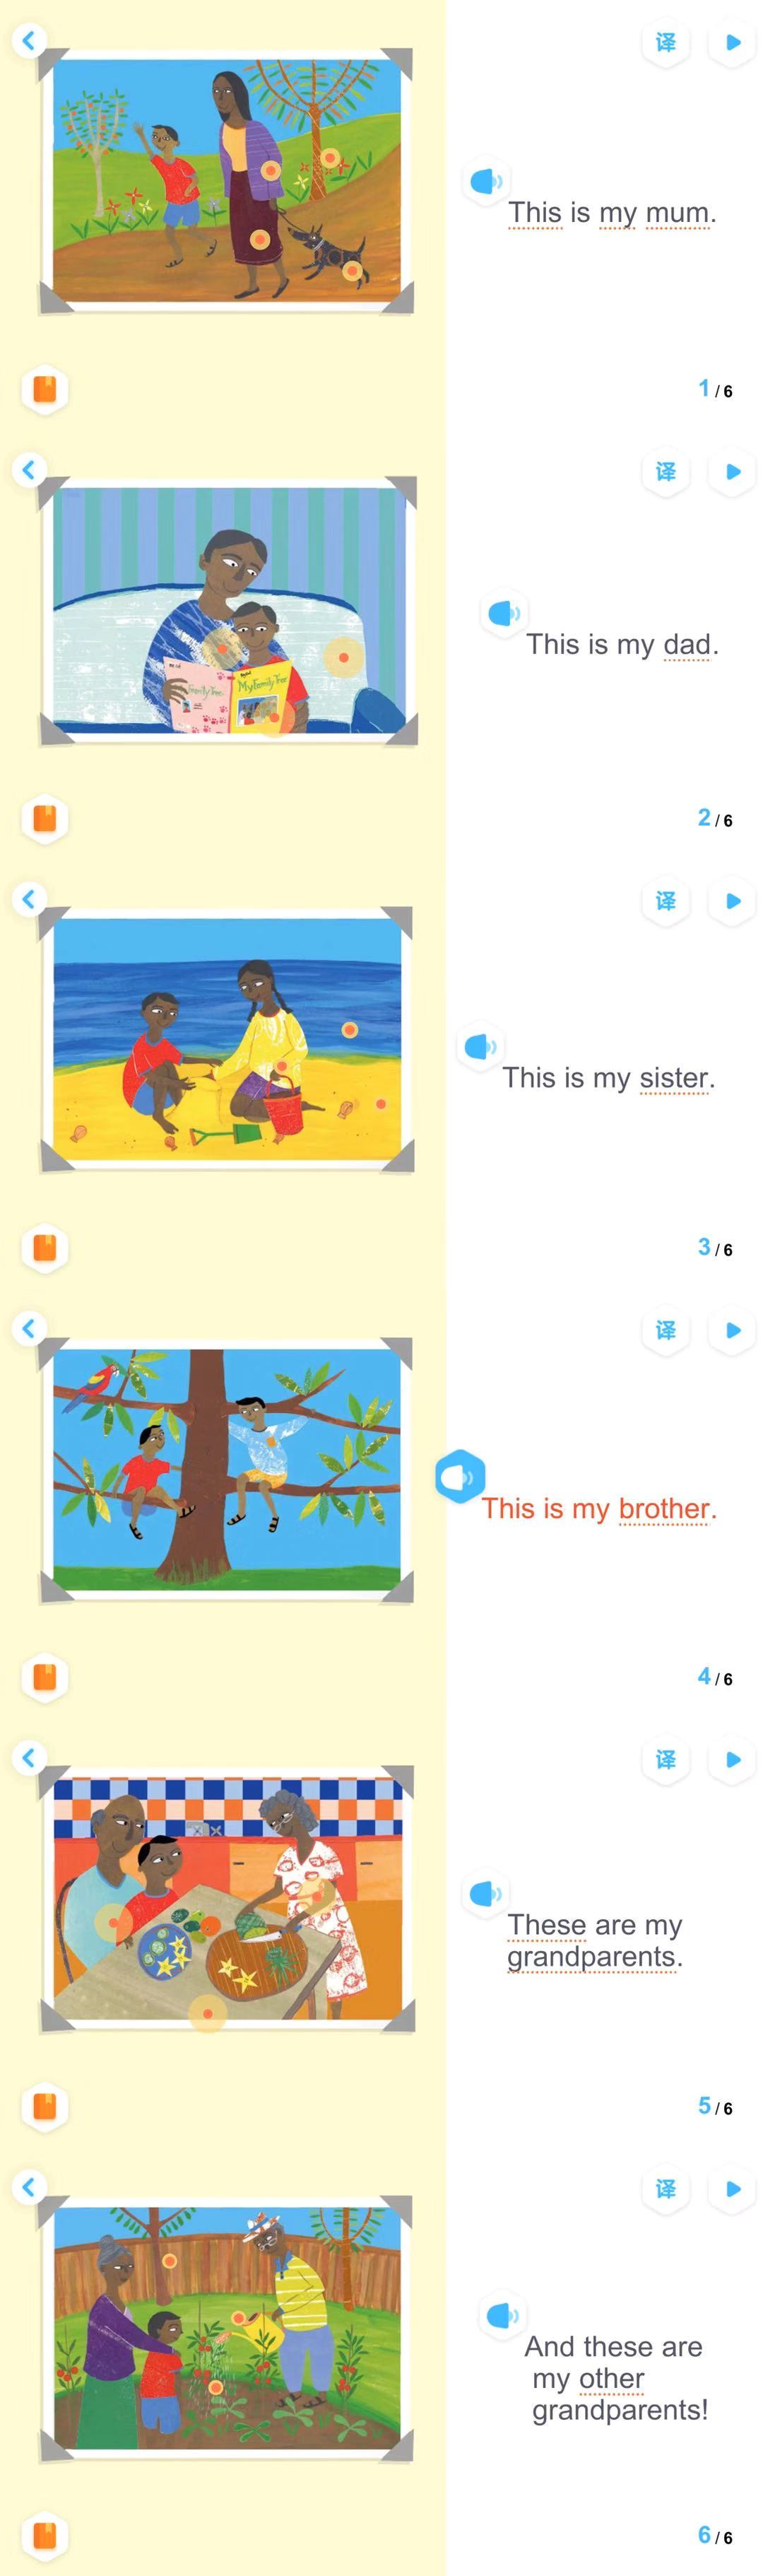 译
This is my mum.
1/6
译
This is my dad.
My Family Tree
2/6
译
This is my sister.
3/6
译
This is my brother.
4/6
译
These are my
grandparents.
5/6
译
And these are
my other
grandparents!
6/6